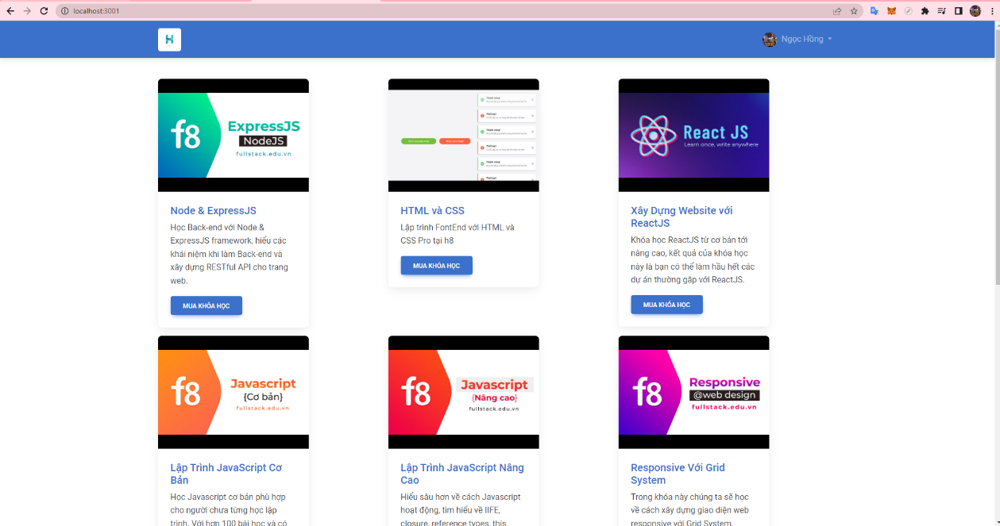 localhost:3001
H
Ngọc Hồng
f8
ExpressJS
NodeJS
fullstack.edu.vn
React JS
Learn once, write anywhere
Node & ExpressJS
Học Back-end với Node &
ExpressJS framework, hiểu các
khái niệm khi làm Back-end và
xây dựng RESTful API cho trang
web.
MUA KHÓA HỌC
HTML và CSS
Lập trình FontEnd với HTML và
CSS Pro tại h8
MUA KHÓA HỌC
Xây Dựng Website với
ReactJS
Khóa học ReactJS từ cơ bản tới
nâng cao, kết quả của khóa học
này là bạn có thể làm hầu hết các
dự án thường gặp với ReactJS.
MUA KHÓA HỌC
f8
Javascript
{Cơ bản}
fullstack.edu.vn
f8
Javascript
{Nâng cao}
fullstack.edu.vn
f8
Responsive
@web design
fullstack.edu.vn
Lập Trình JavaScript Cơ
Bản
Học Javascript cơ bản phù hợp
cho người chưa từng học lập
trình. Với hơn 100 bài học và có
Lập Trình JavaScript Nâng
Cao
Hiểu sâu hơn về cách Javascript
hoạt động, tìm hiểu về IIFE,
closure, reference types, this
Responsive Với Grid
System
Trong khóa này chúng ta sẽ học
về cách xây dựng giao diện web
responsive với Grid System,